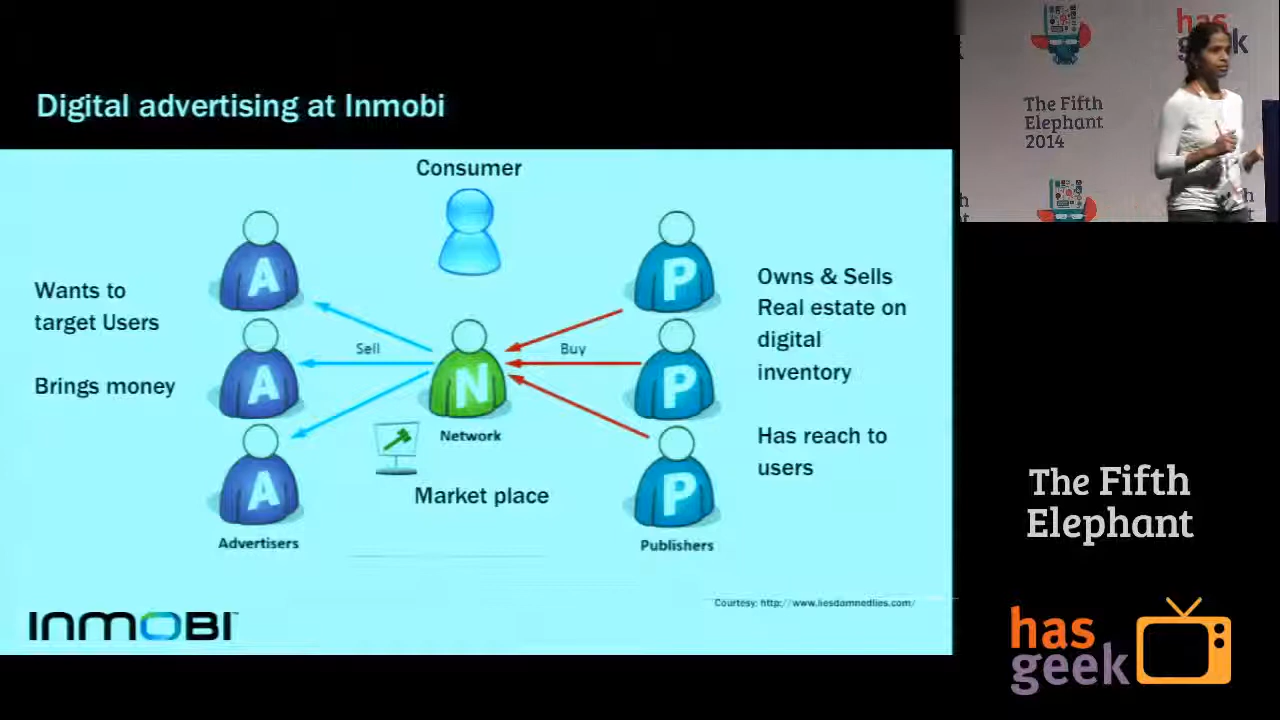 Digital advertising at Inmobi
Consumer
Wants to
target Users
Brings money
A
A
A
Advertisers
Sell
N
Network
Market place
Buy
P
P
P
Publishers
Owns & Sells
Real estate on
digital
inventory
Has reach to
users
Courtesy: http://www.liesdamnedlies.com/
INMOBI
has
geek
The Fifth
Elephant
2014
The Fifth
Elephant
has
geek